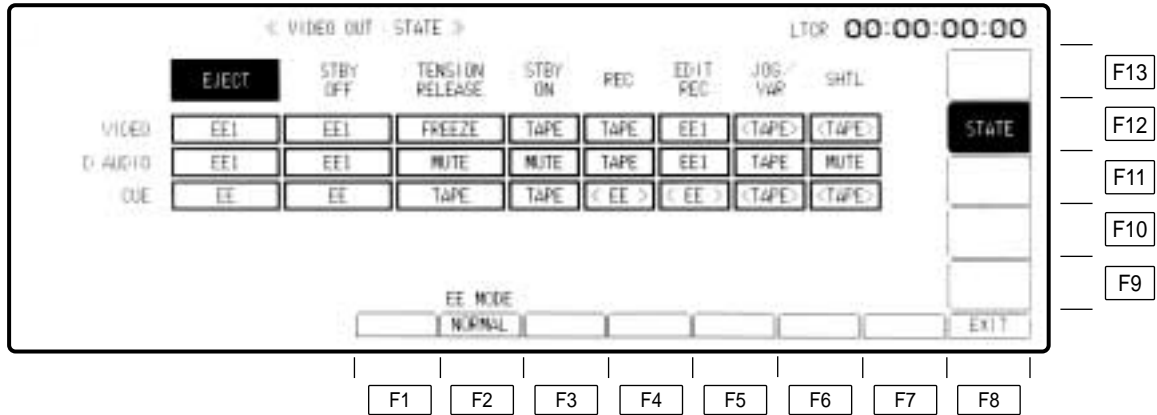 < VIDEO OUT - STATE > LTCR 00:00:00:00
EJECT STBY OFF TENSION RELEASE STBY ON REC EDIT REC JOG/VAR SHTL
VIDEO EE1 EE1 FREEZE TAPE TAPE EE1 <TAPE> <TAPE> STATE
D AUDIO EE1 EE1 MUTE MUTE TAPE EE1 TAPE MUTE
CUE EE EE TAPE TAPE < EE > < EE > <TAPE> <TAPE>
EE MODE
NORMAL EXIT
F13
F12
F11
F10
F9
F1 F2 F3 F4 F5 F6 F7 F8